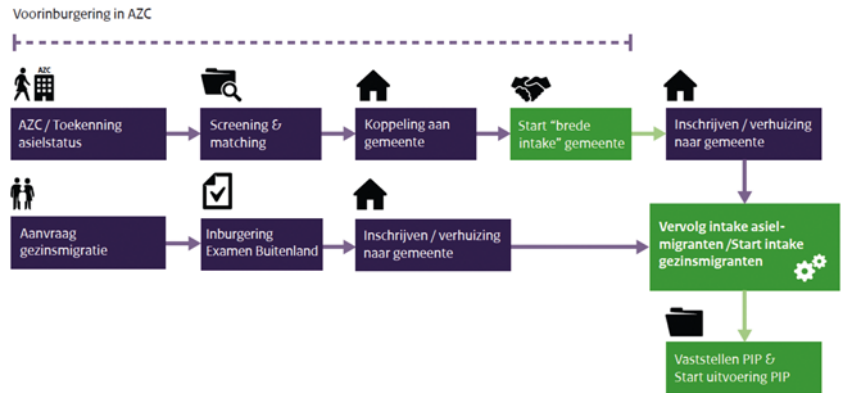 Voorinburgering in AZC
AZC
AZC / Toekenning
asielstatus
Screening &
matching
Koppeling aan
gemeente
Start “brede
intake” gemeente
Inschrijven / verhuizing
naar gemeente
Aanvraag
gezinsmigratie
Inburgering
Examen Buitenland
Inschrijven / verhuizing
naar gemeente
Vervolg intake asiel-
migranten /Start intake
gezinsmigranten
Vaststellen PIP &
Start uitvoering PIP